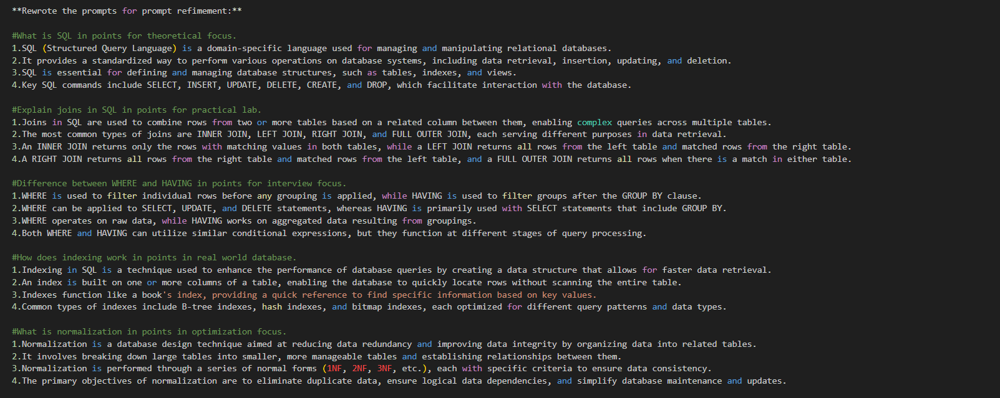 **Rewrote the prompts for prompt refimement:**
#What is SQL in points for theoretical focus.
1.SQL (Structured Query Language) is a domain-specific language used for managing and manipulating relational databases.
2.It provides a standardized way to perform various operations on database systems, including data retrieval, insertion, updating, and deletion.
3.SQL is essential for defining and managing database structures, such as tables, indexes, and views.
4.Key SQL commands include SELECT, INSERT, UPDATE, DELETE, CREATE, and DROP, which facilitate interaction with the database.
#Explain joins in SQL in points for practical lab.
1.Joins in SQL are used to combine rows from two or more tables based on a related column between them, enabling complex queries across multiple tables.
2.The most common types of joins are INNER JOIN, LEFT JOIN, RIGHT JOIN, and FULL OUTER JOIN, each serving different purposes in data retrieval.
3.An INNER JOIN returns only the rows with matching values in both tables, while a LEFT JOIN returns all rows from the left table and matched rows from the right table.
4.A RIGHT JOIN returns all rows from the right table and matched rows from the left table, and a FULL OUTER JOIN returns all rows when there is a match in either table.
#Difference between WHERE and HAVING in points for interview focus.
1.WHERE is used to filter individual rows before any grouping is applied, while HAVING is used to filter groups after the GROUP BY clause.
2.WHERE can be applied to SELECT, UPDATE, and DELETE statements, whereas HAVING is primarily used with SELECT statements that include GROUP BY.
3.WHERE operates on raw data, while HAVING works on aggregated data resulting from groupings.
4.Both WHERE and HAVING can utilize similar conditional expressions, but they function at different stages of query processing.
#How does indexing work in points in real world database.
1.Indexing in SQL is a technique used to enhance the performance of database queries by creating a data structure that allows for faster data retrieval.
2.An index is built on one or more columns of a table, enabling the database to quickly locate rows without scanning the entire table.
3.Indexes function like a book's index, providing a quick reference to find specific information based on key values.
4.Common types of indexes include B-tree indexes, hash indexes, and bitmap indexes, each optimized for different query patterns and data types.
#What is normalization in points in optimization focus.
1.Normalization is a database design technique aimed at reducing data redundancy and improving data integrity by organizing data into related tables.
2.It involves breaking down large tables into smaller, more manageable tables and establishing relationships between them.
3.Normalization is performed through a series of normal forms (1NF, 2NF, 3NF, etc.), each with specific criteria to ensure data consistency.
4.The primary objectives of normalization are to eliminate duplicate data, ensure logical data dependencies, and simplify database maintenance and updates.